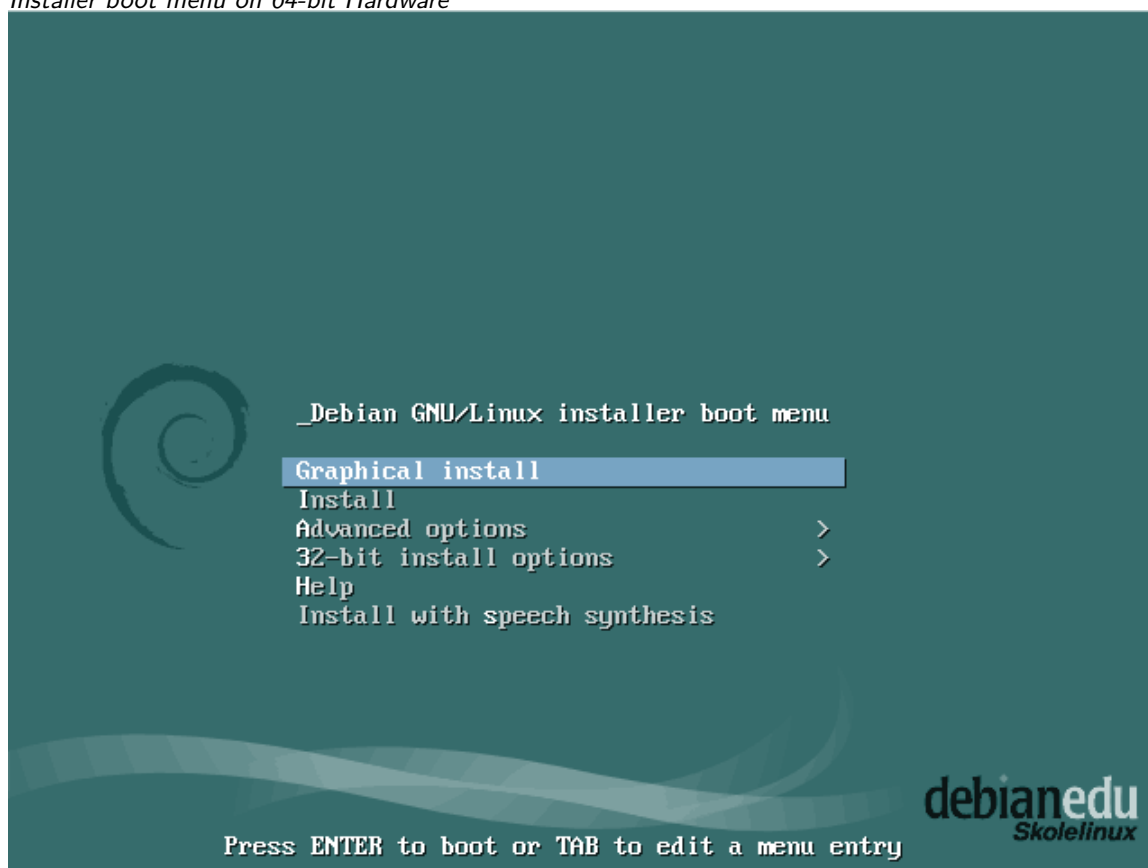 Installer boot menu on 64-bit Hardware
_Debian GNU/Linux installer boot menu
Graphical install
Install
Advanced options >
32-bit install options >
Help
Install with speech synthesis
debianedu
Skolelinux
Press ENTER to boot or TAB to edit a menu entry